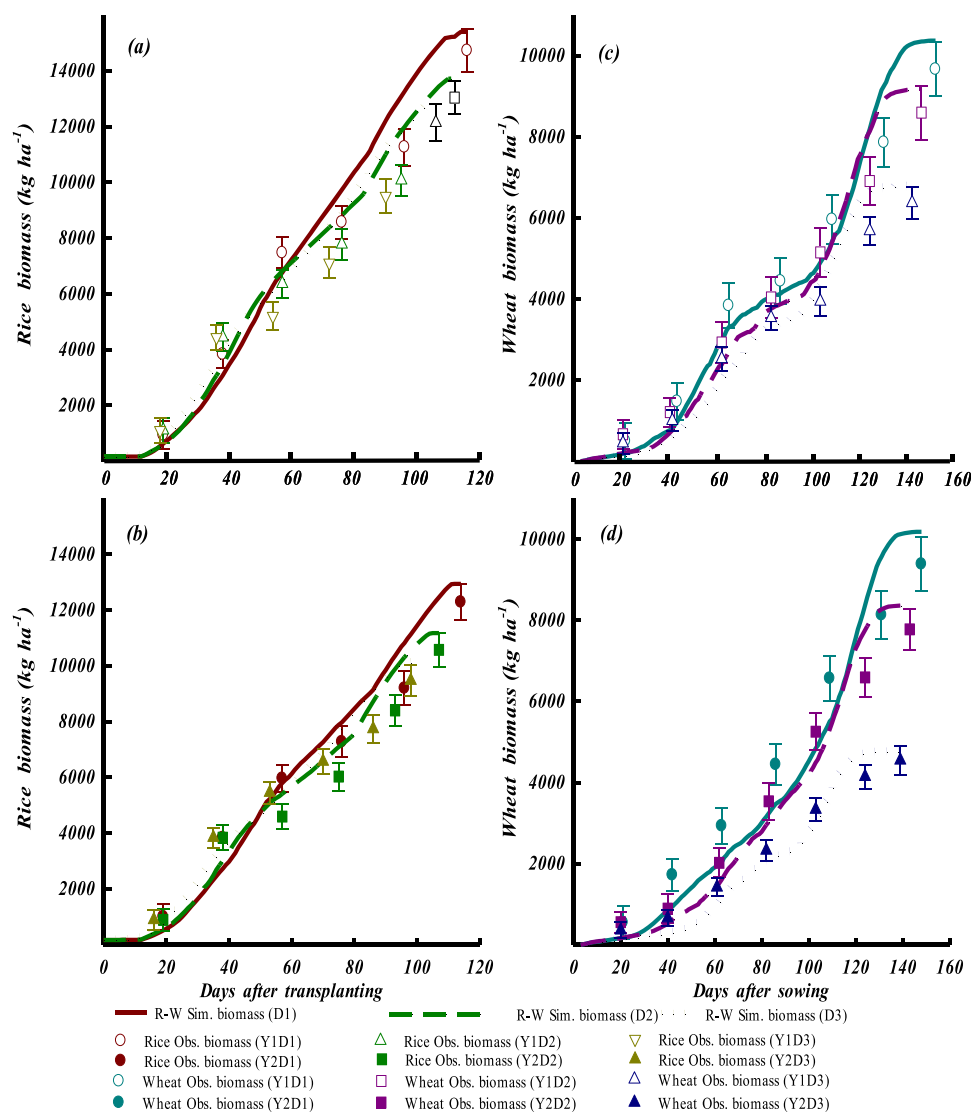 (a)
Rice biomass (kg ha⁻¹)
14000
12000
10000
8000
6000
4000
2000
0 20 40 60 80 100 120
(c)
Wheat biomass (kg ha⁻¹)
10000
8000
6000
4000
2000
0
0 20 40 60 80 100 120 140 160
(b)
Rice biomass (kg ha⁻¹)
14000
12000
10000
8000
6000
4000
2000
0 20 40 60 80 100 120
Days after transplanting
(d)
Wheat biomass (kg ha⁻¹)
10000
8000
6000
4000
2000
0
0 20 40 60 80 100 120 140 160
Days after sowing
R-W Sim. biomass (D1) R-W Sim. biomass (D2) R-W Sim. biomass (D3)
Rice Obs. biomass (Y1D1) Rice Obs. biomass (Y1D2) Rice Obs. biomass (Y1D3)
Rice Obs. biomass (Y2D1) Rice Obs. biomass (Y2D2) Rice Obs. biomass (Y2D3)
Wheat Obs. biomass (Y1D1) Wheat Obs. biomass (Y1D2) Wheat Obs. biomass (Y1D3)
Wheat Obs. biomass (Y2D1) Wheat Obs. biomass (Y2D2) Wheat Obs. biomass (Y2D3)